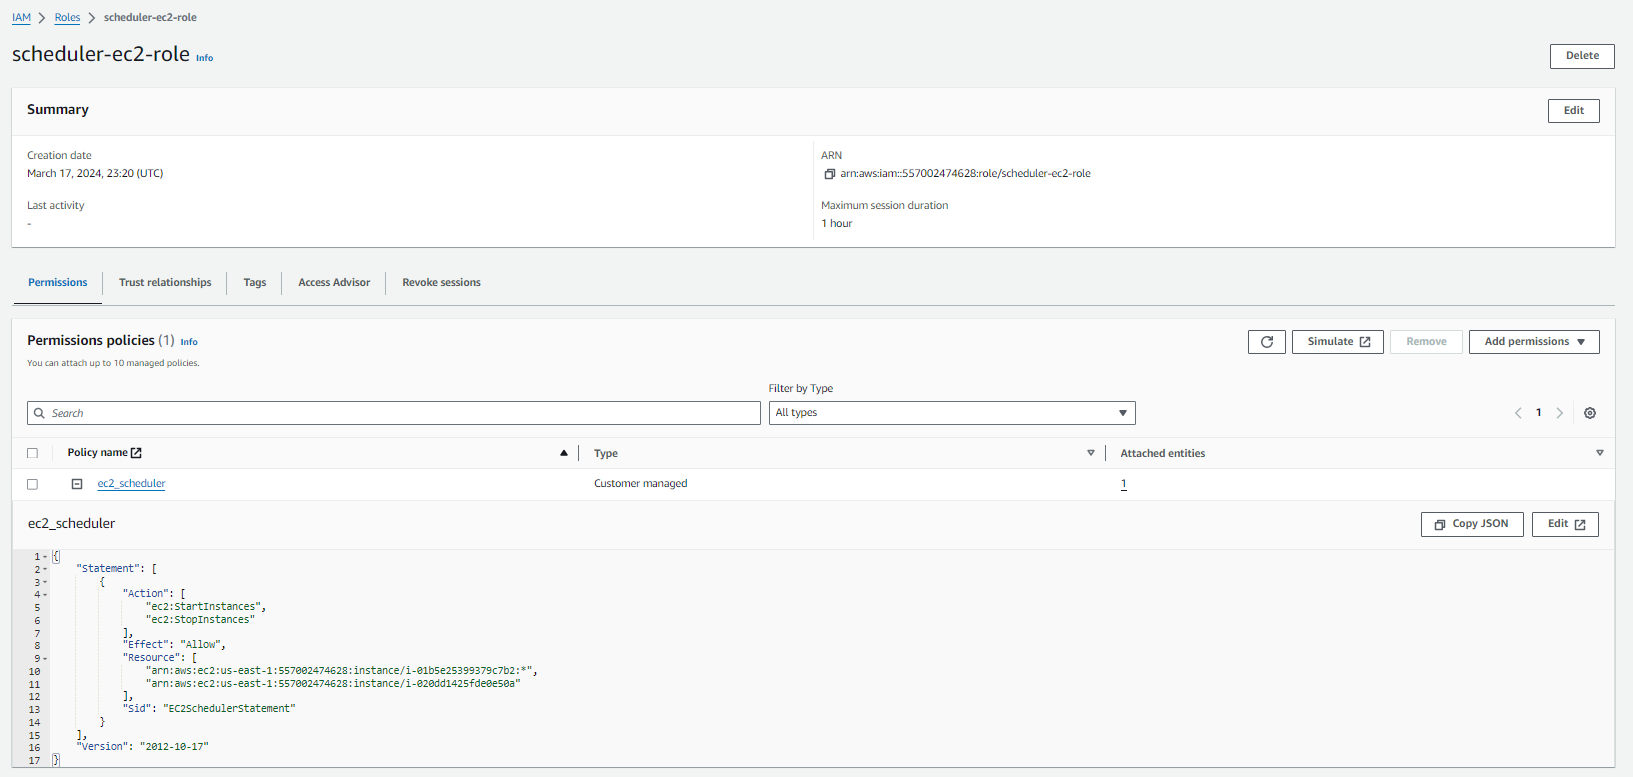 IAM > Roles > scheduler-ec2-role
scheduler-ec2-role Info
Delete
Summary
Edit
Creation date
March 17, 2024, 23:20 (UTC)
ARN
arn:aws:iam::557002474628:role/scheduler-ec2-role
Last activity
-
Maximum session duration
1 hour
Permissions
Trust relationships
Tags
Access Advisor
Revoke sessions
Permissions policies (1) Info
You can attach up to 10 managed policies.
Simulate
Remove
Add permissions
Filter by Type
Search
All types
1
Policy name
Type
Attached entities
ec2_scheduler
Customer managed
1
ec2_scheduler
Copy JSON
Edit
1 {
2 "Statement": [
3 {
4 "Action": [
5 "ec2:StartInstances",
6 "ec2:StopInstances"
7 ],
8 "Effect": "Allow",
9 "Resource": [
10 "arn:aws:ec2:us-east-1:557002474628:instance/i-01b5e25399379c7b2:*",
11 "arn:aws:ec2:us-east-1:557002474628:instance/i-020dd1425fde0e50a"
12 ],
13 "Sid": "EC2SchedulerStatement"
14 }
15 ],
16 "Version": "2012-10-17"
17 }